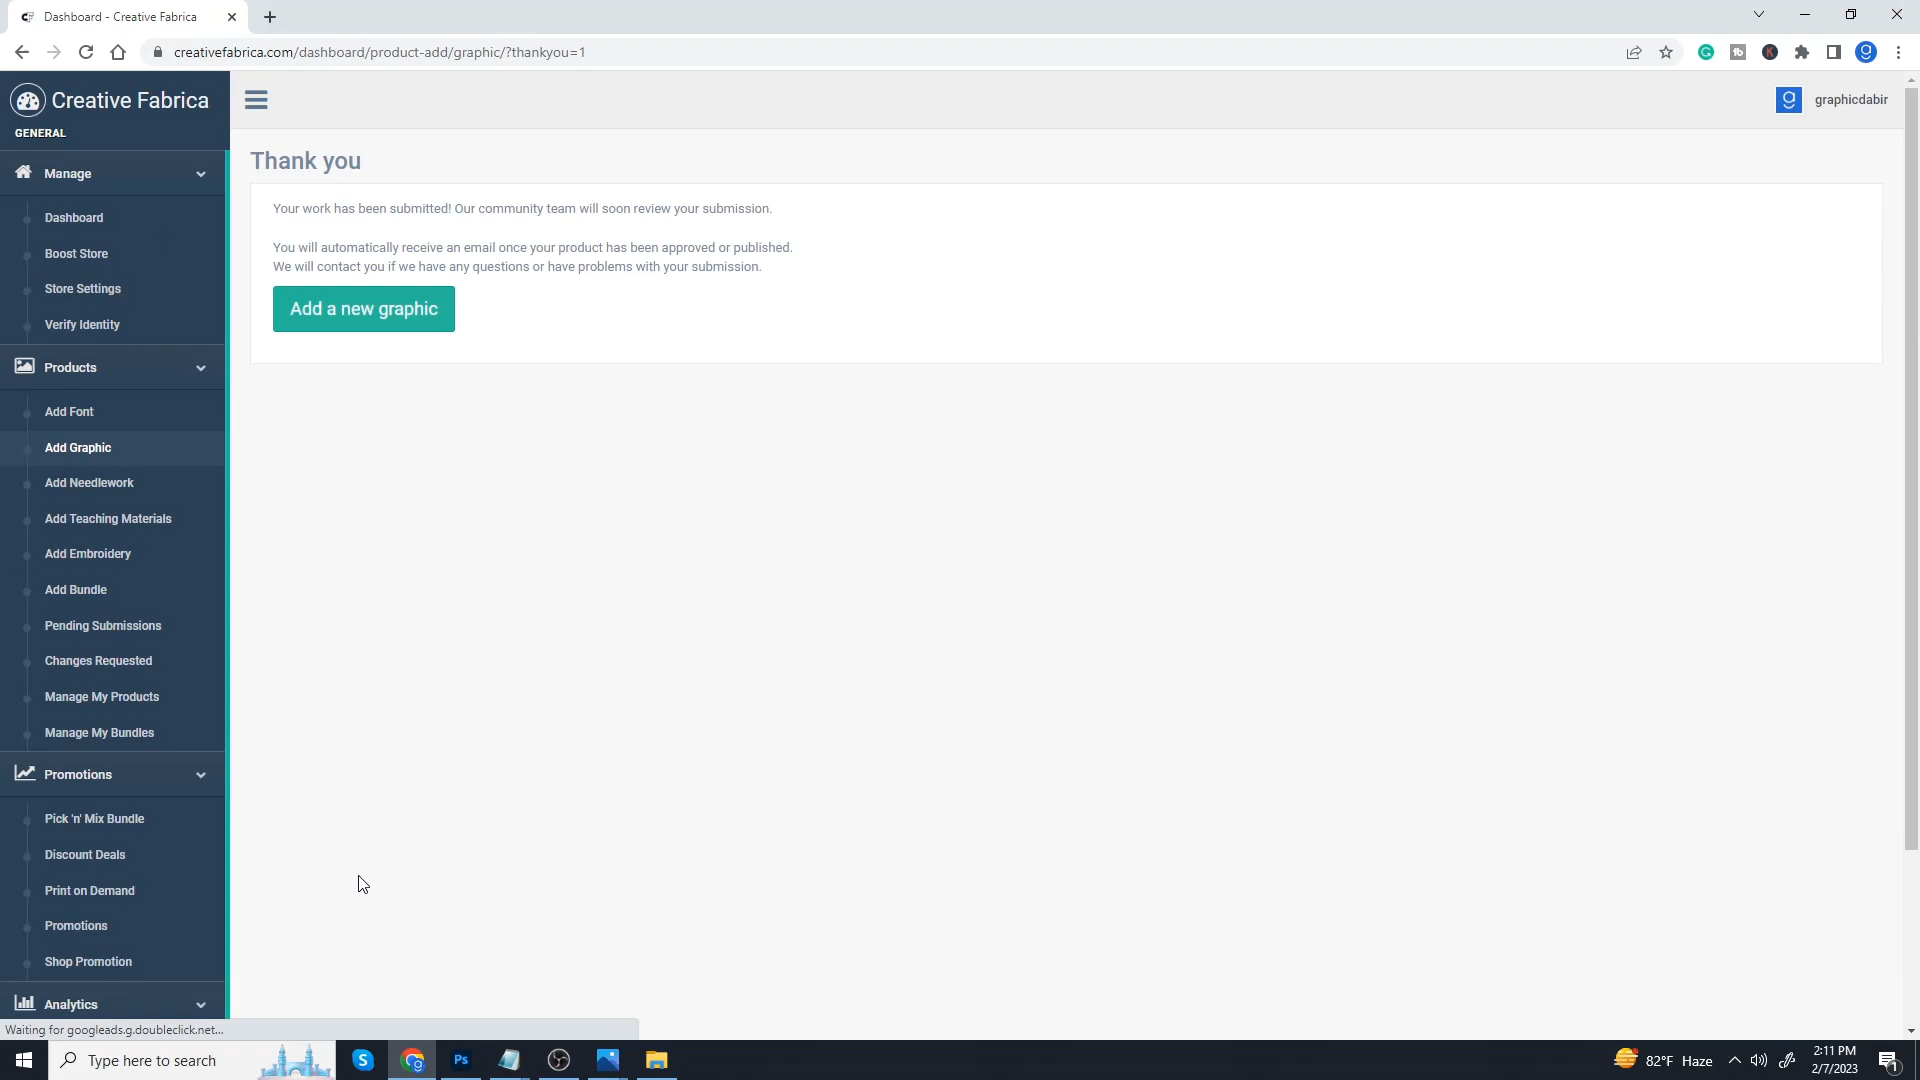 Dashboard - Creative Fabrica
creativefabrica.com/dashboard/product-add/graphic/?thankyou=1
Creative Fabrica
graphicdabir
GENERAL
Manage
Dashboard
Boost Store
Store Settings
Verify Identity
Products
Add Font
Add Graphic
Add Needlework
Add Teaching Materials
Add Embroidery
Add Bundle
Pending Submissions
Changes Requested
Manage My Products
Manage My Bundles
Promotions
Pick 'n' Mix Bundle
Discount Deals
Print on Demand
Promotions
Shop Promotion
Analytics
Thank you
Your work has been submitted! Our community team will soon review your submission.
You will automatically receive an email once your product has been approved or published.
We will contact you if we have any questions or have problems with your submission.
Add a new graphic
Waiting for googleads.g.doubleclick.net...
Type here to search
Ps
82°F Haze
2:11 PM
2/7/2023
1